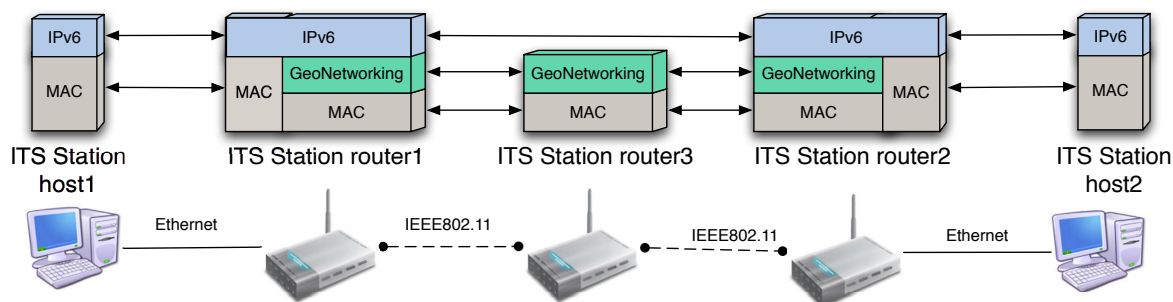 IPv6
IPv6
IPv6
IPv6
GeoNetworking
GeoNetworking
GeoNetworking
MAC
MAC
MAC
MAC
MAC
MAC
MAC
ITS Station
host1
ITS Station router1
ITS Station router3
ITS Station router2
ITS Station
host2
Ethernet
IEEE802.11
IEEE802.11
Ethernet